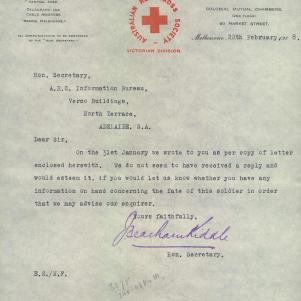 AUSTRALIAN RED CROSS SOCIETY
VICTORIAN DIVISION.
COLONIAL MUTUAL CHAMBERS,
60 MARKET STREET.
Melbourne 22th February 191 8.
Hon. Secretary,
A.R.C. Information Bureau,
Verco Buildings,
North Terrace,
ADELAIDE, S.A.
Dear Sir,
On the 31st January we wrote to you as per copy of letter
enclosed herewith. We do not seem to have received a reply and
would esteem it, if you would let us know whether you have any
information on hand concerning the fate of this soldier in order
that we may advise our enquirer.
Yours faithfully,
Hon. Secretary.